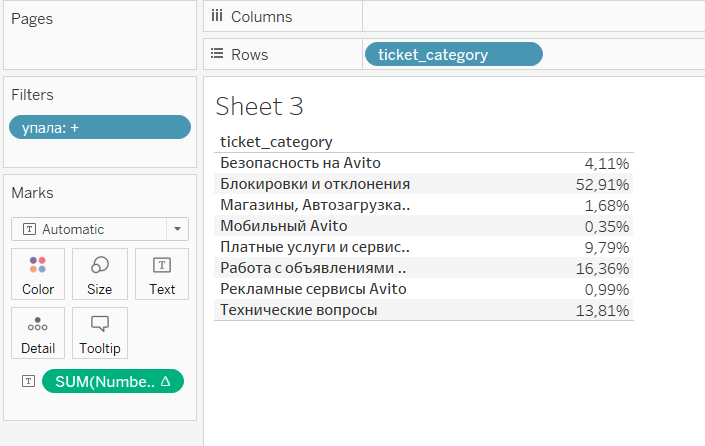 Pages
Columns
Rows
ticket_category
Filters
упала: +
Marks
Automatic
Color
Size
Text
Detail
Tooltip
SUM(Numbe..
Sheet 3
ticket_category
Безопасность на Avito 4,11%
Блокировки и отклонения 52,91%
Магазины, Автозагрузка.. 1,68%
Мобильный Avito 0,35%
Платные услуги и сервис.. 9,79%
Работа с объявлениями .. 16,36%
Рекламные сервисы Avito 0,99%
Технические вопросы 13,81%